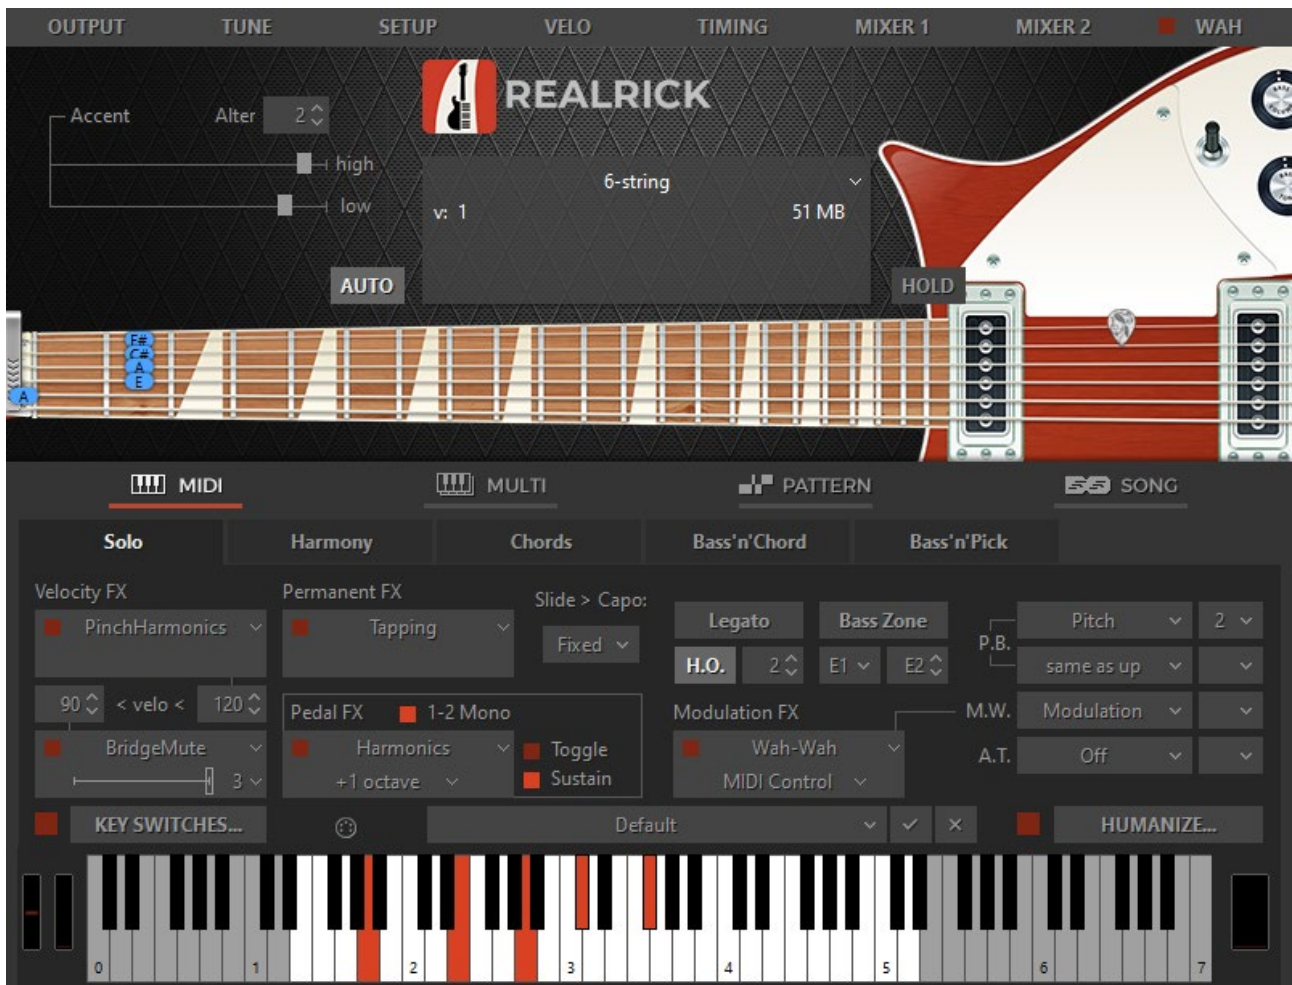 OUTPUT TUNE SETUP VELO TIMING MIXER 1 MIXER 2 WAH
REALRICK
Accent Alter 2
high
low
6-string
v: 1 51 MB
AUTO HOLD
F#
C#
A
E
A
MIDI MULTI PATTERN SONG
Solo Harmony Chords Bass'n'Chord Bass'n'Pick
Velocity FX Permanent FX Slide > Capo:
PinchHarmonics Tapping Fixed Legato Bass Zone P.B. Pitch 2
H.O. 2 E1 E2 same as up
90 < velo < 120 Pedal FX 1-2 Mono Modulation FX M.W. Modulation
BridgeMute Harmonics Toggle Wah-Wah A.T. Off
3 +1 octave Sustain MIDI Control
KEY SWITCHES... Default HUMANIZE...
0 1 2 3 4 5 6 7